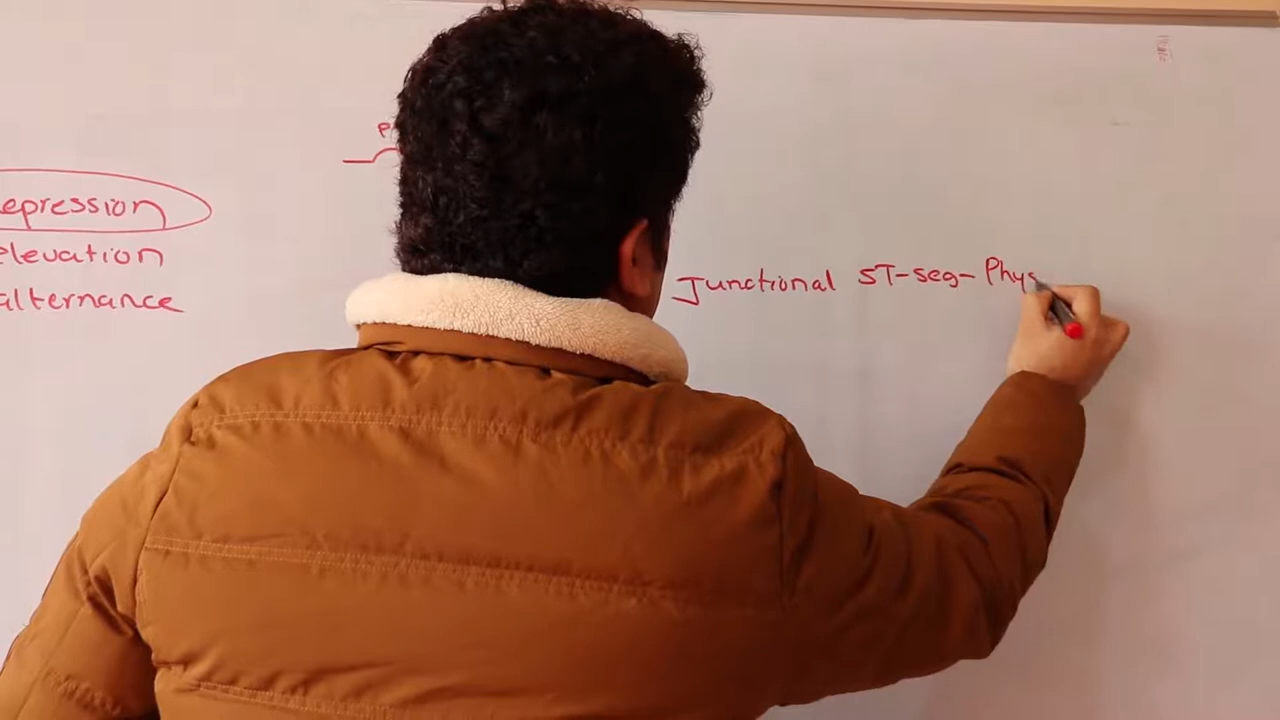 P
epression
elevation
alternance
Junctional ST-seg- Phys